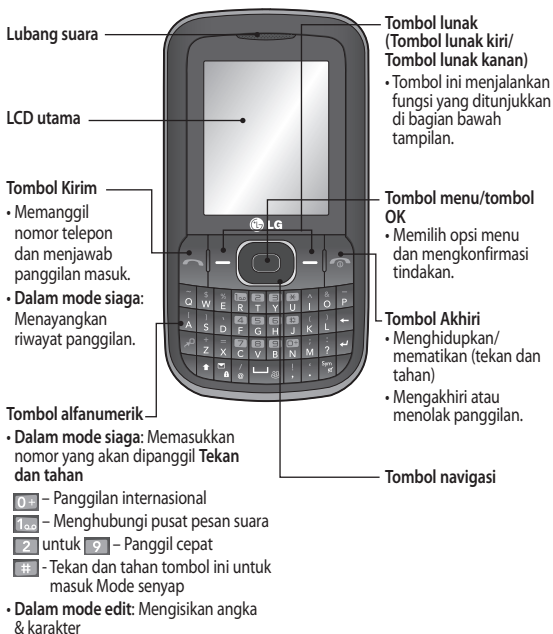 Lubang suara
LCD utama
Tombol Kirim
• Memanggil
nomor telepon
dan menjawab
panggilan masuk.
• Dalam mode siaga:
Menayangkan
riwayat panggilan.
Tombol alfanumerik
• Dalam mode siaga: Memasukkan
nomor yang akan dipanggil Tekan
dan tahan
0 + – Panggilan internasional
1 – Menghubungi pusat pesan suara
2 untuk 9 – Panggil cepat
# - Tekan dan tahan tombol ini untuk
masuk Mode senyap
• Dalam mode edit: Mengisikan angka
& karakter
Tombol lunak
(Tombol lunak kiri/
Tombol lunak kanan)
• Tombol ini menjalankan
fungsi yang ditunjukkan
di bagian bawah
tampilan.
Tombol menu/tombol
OK
• Memilih opsi menu
dan mengkonfirmasi
tindakan.
Tombol Akhiri
• Menghidupkan/
mematikan (tekan dan
tahan)
• Mengakhiri atau
menolak panggilan.
Tombol navigasi
LG
Q W E R T Y U I O P
A S D F G H J K L
Z X C V B N M ?
Sym